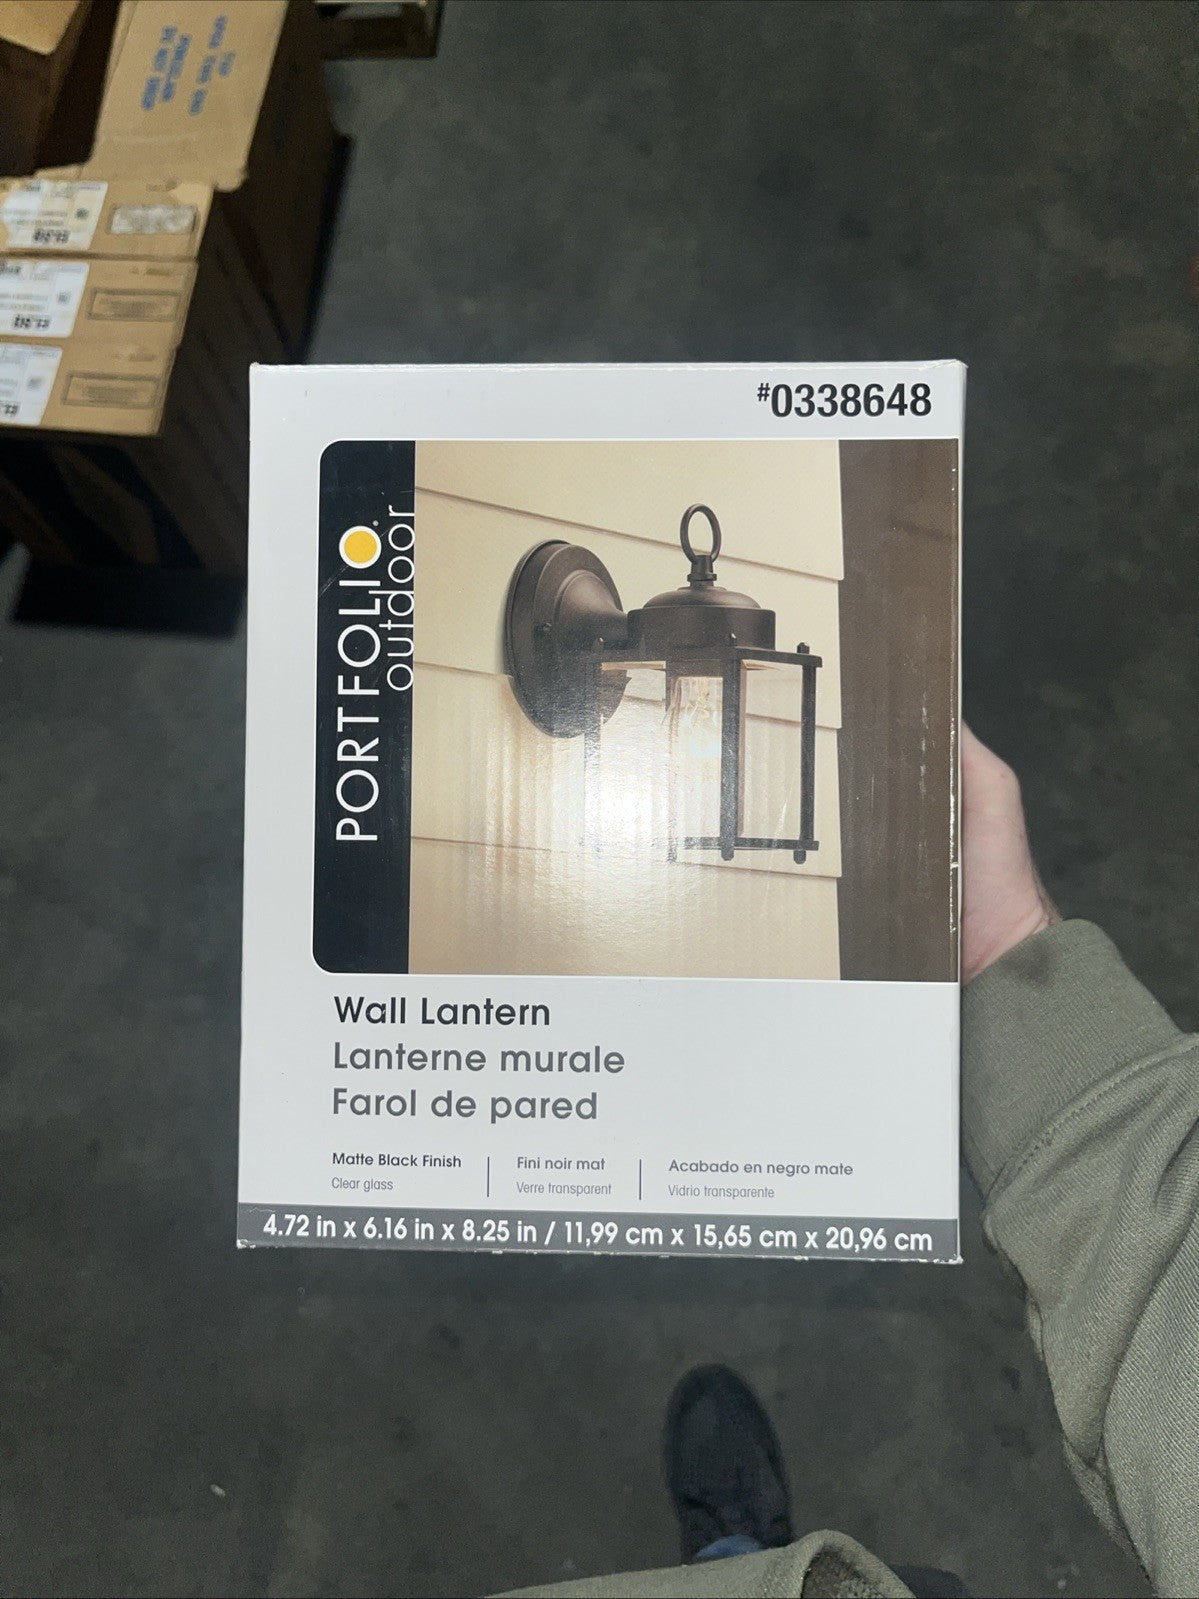 #0338648
PORTFOLIO
outdoor
Wall Lantern
Lanterne murale
Farol de pared
Matte Black Finish
Clear glass
Fini noir mat
Verre transparent
Acabado en negro mate
Vidrio transparente
4.72 in x 6.16 in x 8.25 in / 11,99 cm x 15,65 cm x 20,96 cm